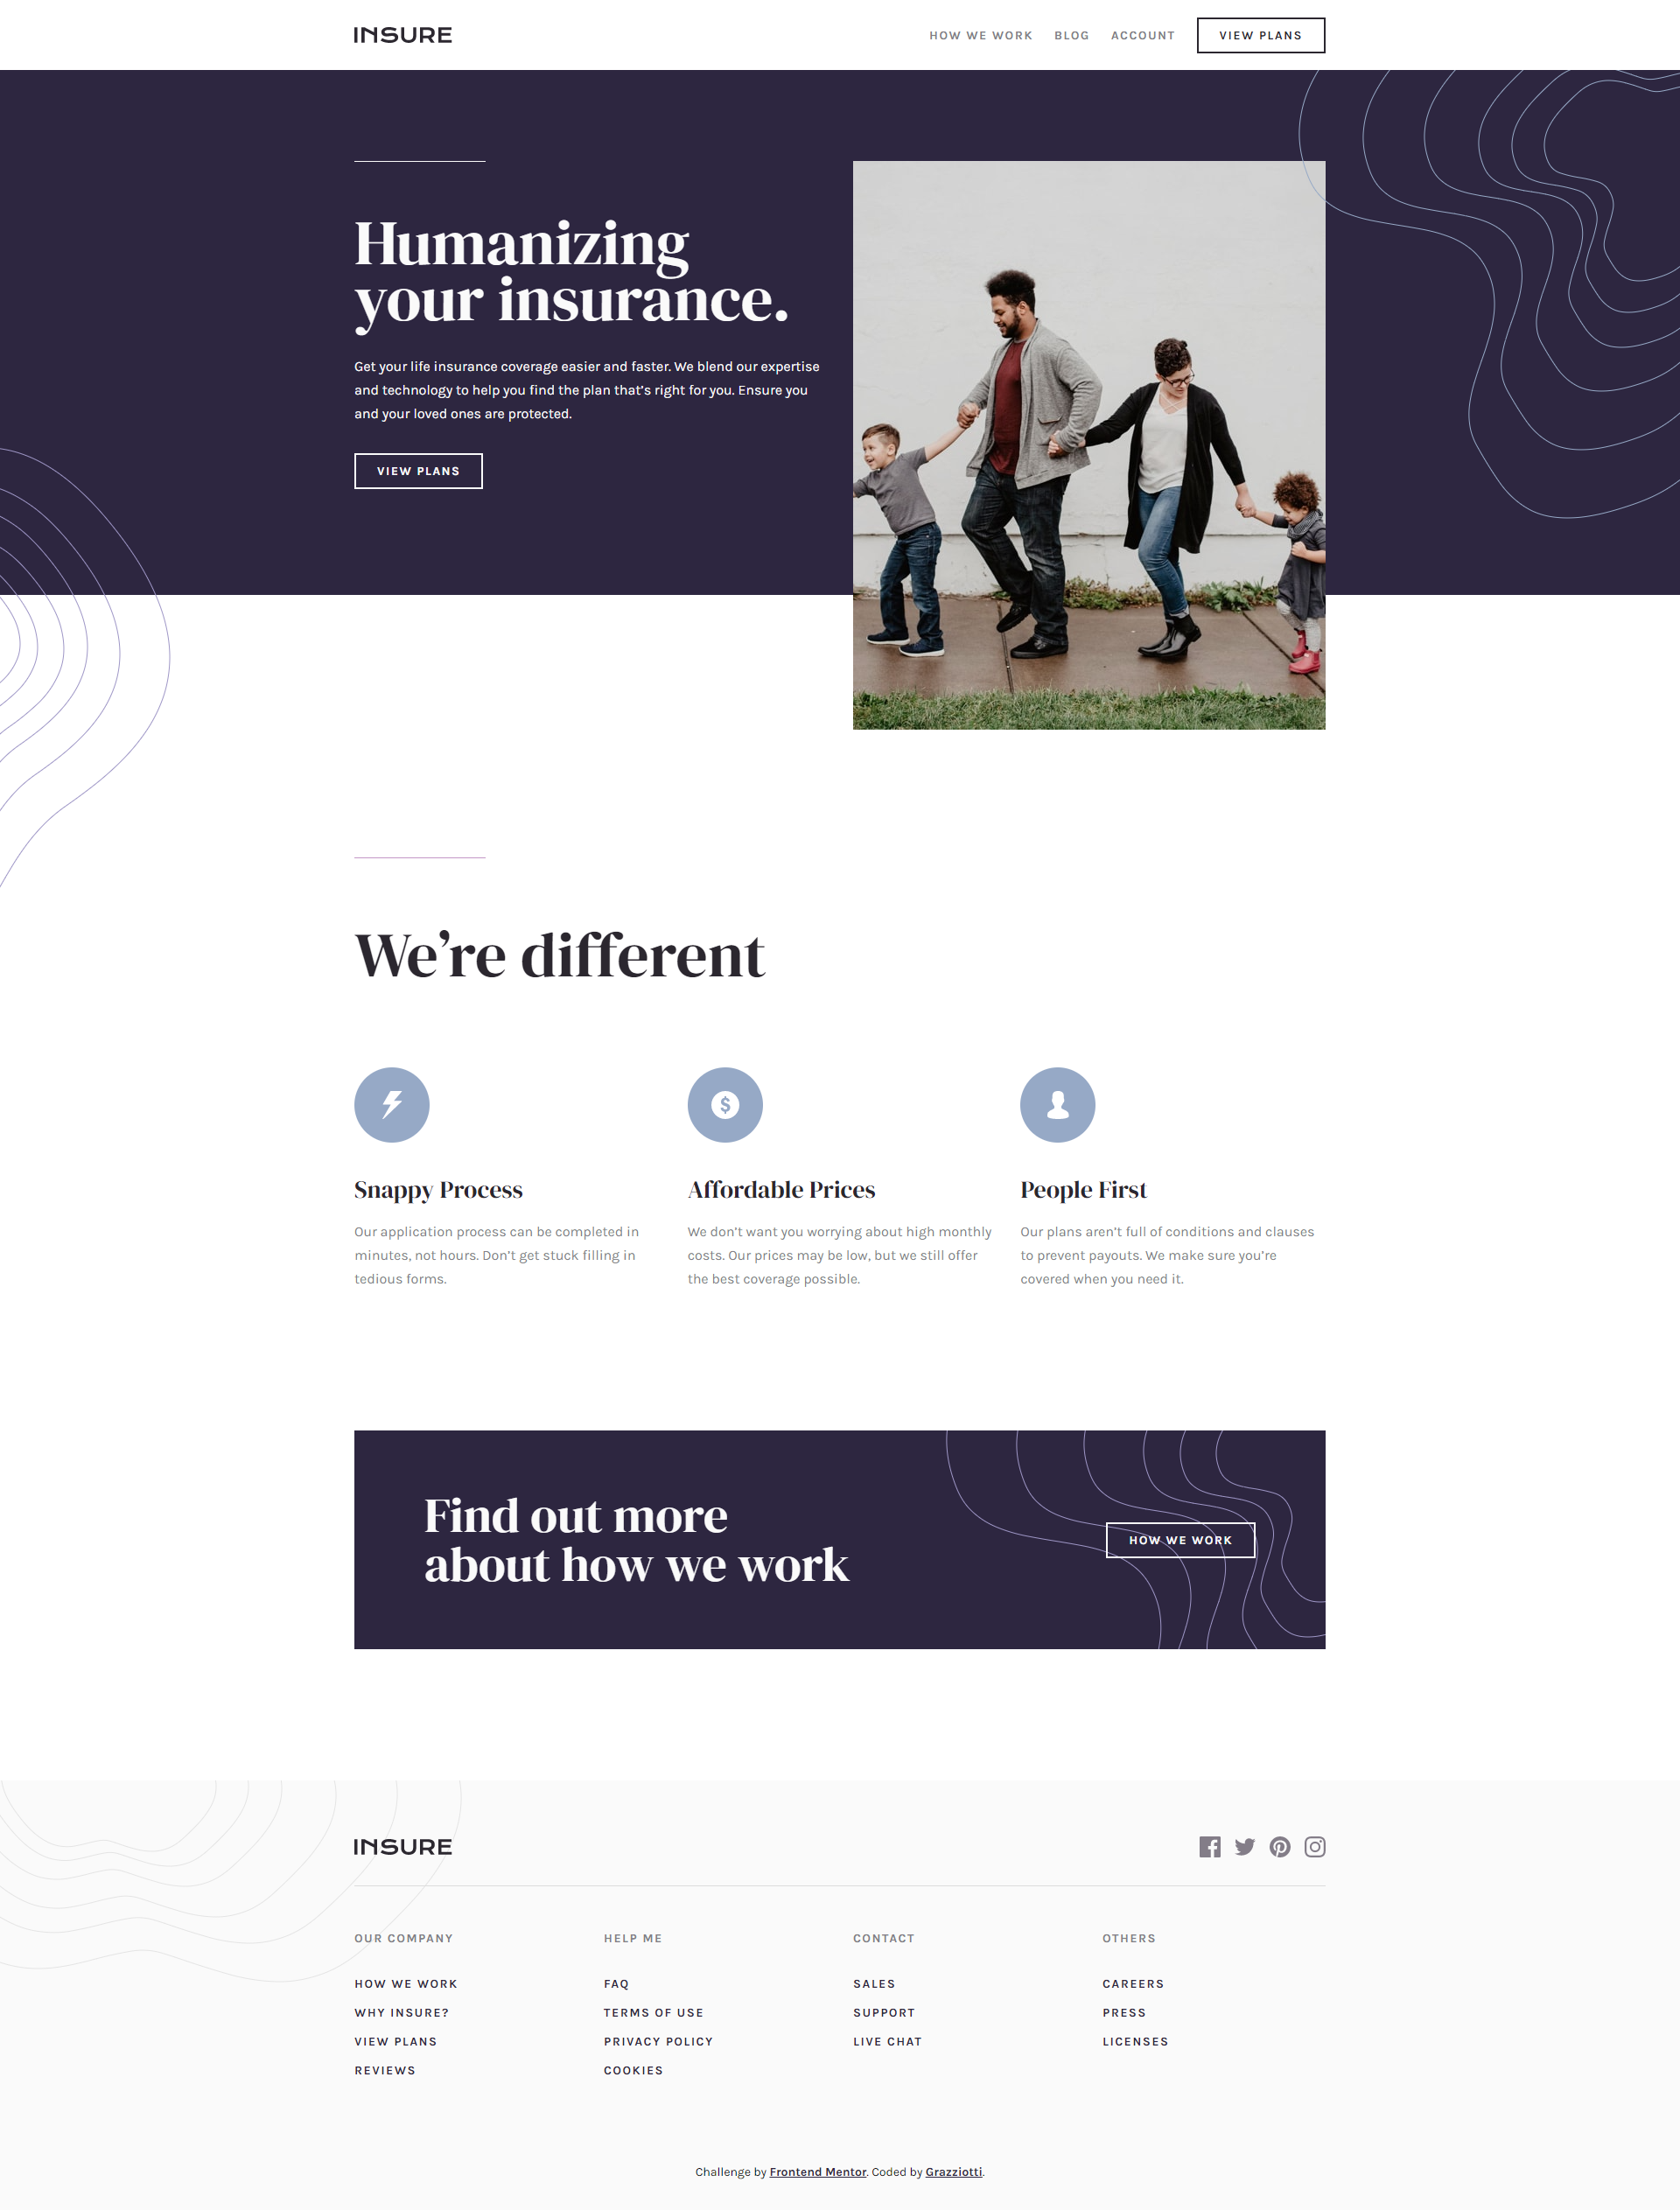 INSURE
HOW WE WORK
BLOG
ACCOUNT
VIEW PLANS
Humanizing
your insurance.
Get your life insurance coverage easier and faster. We blend our expertise
and technology to help you find the plan that’s right for you. Ensure you
and your loved ones are protected.
VIEW PLANS
We’re different
Snappy Process
Our application process can be completed in
minutes, not hours. Don’t get stuck filling in
tedious forms.
Affordable Prices
We don’t want you worrying about high monthly
costs. Our prices may be low, but we still offer
the best coverage possible.
People First
Our plans aren’t full of conditions and clauses
to prevent payouts. We make sure you’re
covered when you need it.
Find out more
about how we work
HOW WE WORK
INSURE
OUR COMPANY
HOW WE WORK
WHY INSURE?
VIEW PLANS
REVIEWS
HELP ME
FAQ
TERMS OF USE
PRIVACY POLICY
COOKIES
CONTACT
SALES
SUPPORT
LIVE CHAT
OTHERS
CAREERS
PRESS
LICENSES
Challenge by Frontend Mentor. Coded by Grazziotti.